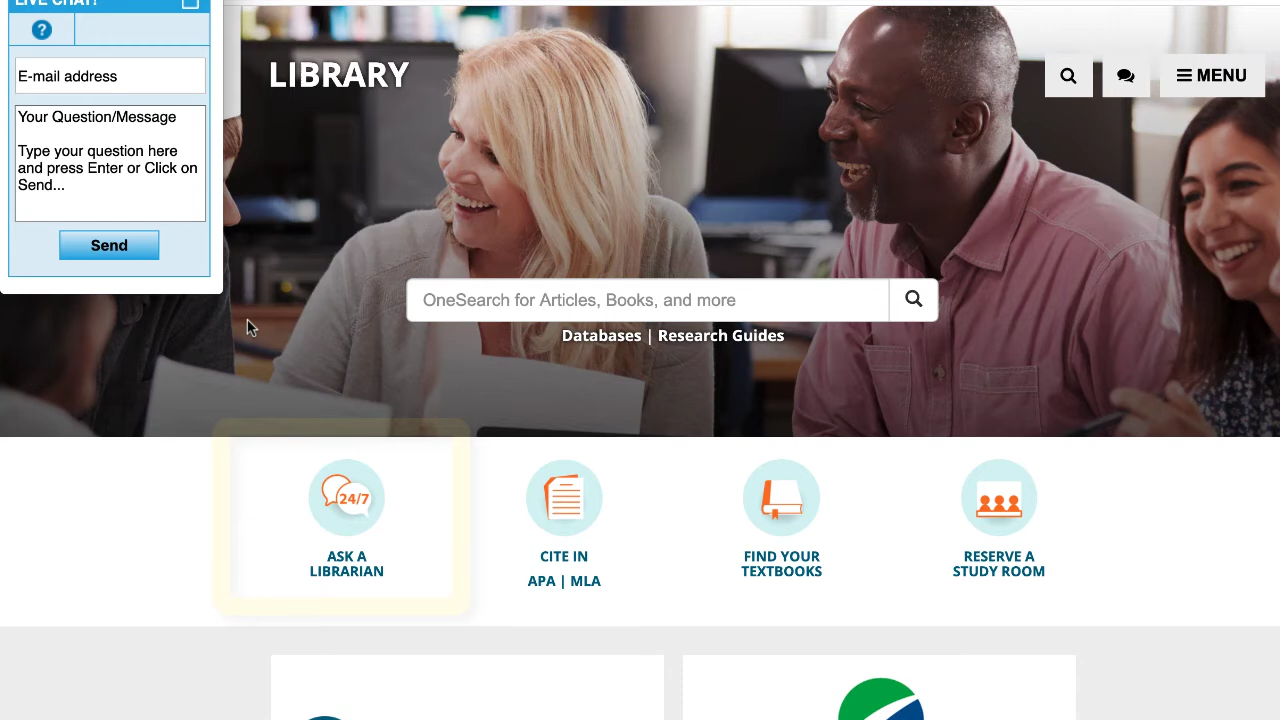 LIVE CHAT!
?
E-mail address
Your Question/Message
Type your question here
and press Enter or Click on
Send...
Send
LIBRARY
MENU
OneSearch for Articles, Books, and more
Databases | Research Guides
24/7
ASK A
LIBRARIAN
CITE IN
APA | MLA
FIND YOUR
TEXTBOOKS
RESERVE A
STUDY ROOM